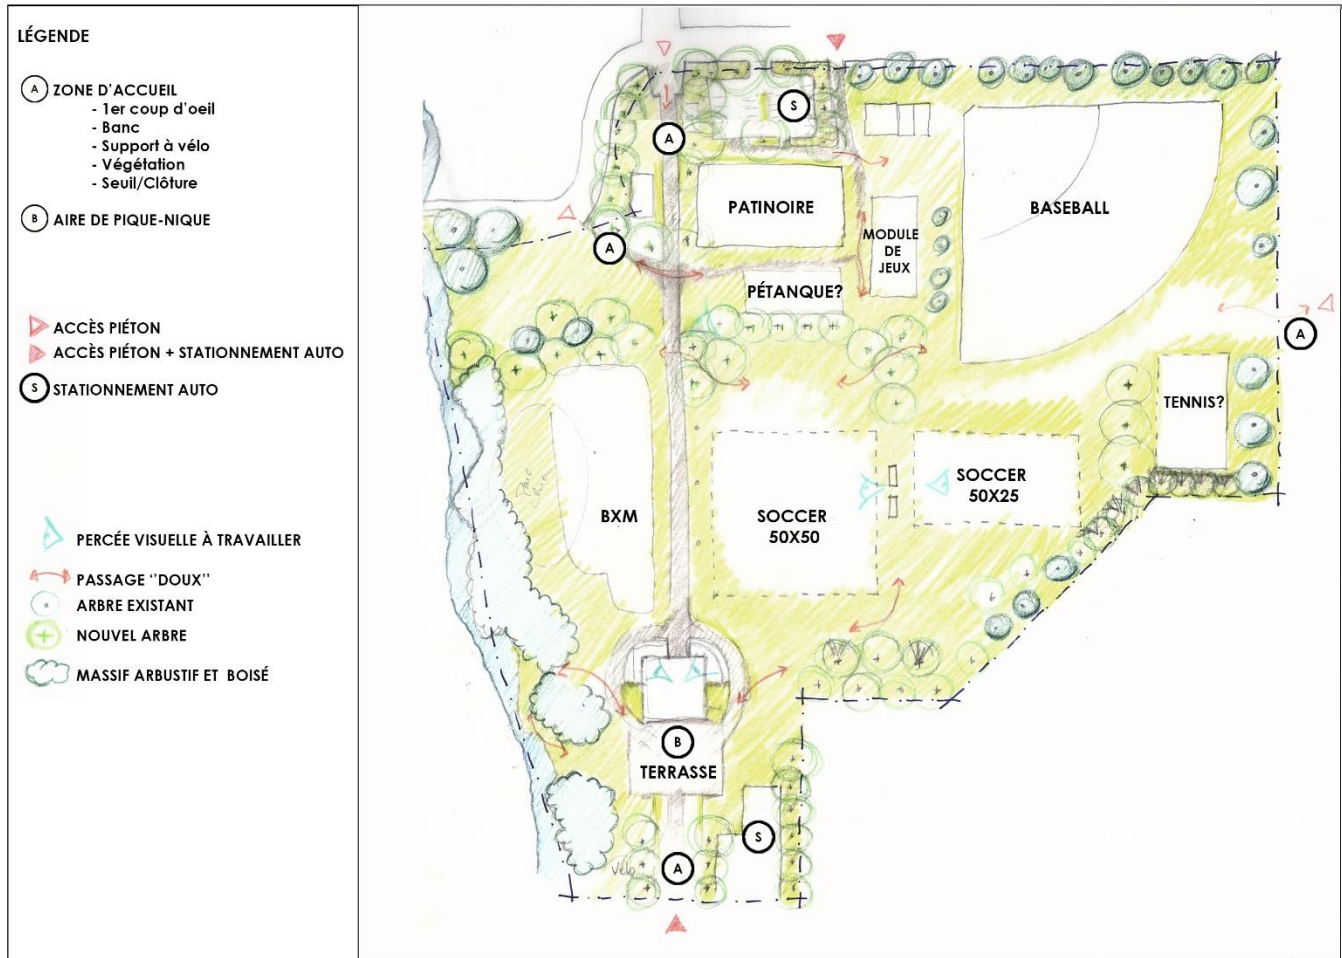 LÉGENDE
A ZONE D'ACCUEIL
- 1er coup d'oeil
- Banc
- Support à vélo
- Végétation
- Seuil/Clôture
B AIRE DE PIQUE-NIQUE
ACCÈS PIÉTON
ACCÈS PIÉTON + STATIONNEMENT AUTO
S STATIONNEMENT AUTO
PERCÉE VISUELLE À TRAVAILLER
PASSAGE "DOUX"
ARBRE EXISTANT
NOUVEL ARBRE
MASSIF ARBUSTIF ET BOISÉ
S
A
PATINOIRE
BASEBALL
MODULE
DE
JEUX
A
PÉTANQUE?
A
TENNIS?
SOCCER
50X25
BXM
SOCCER
50X50
B
TERRASSE
S
Vélo
A